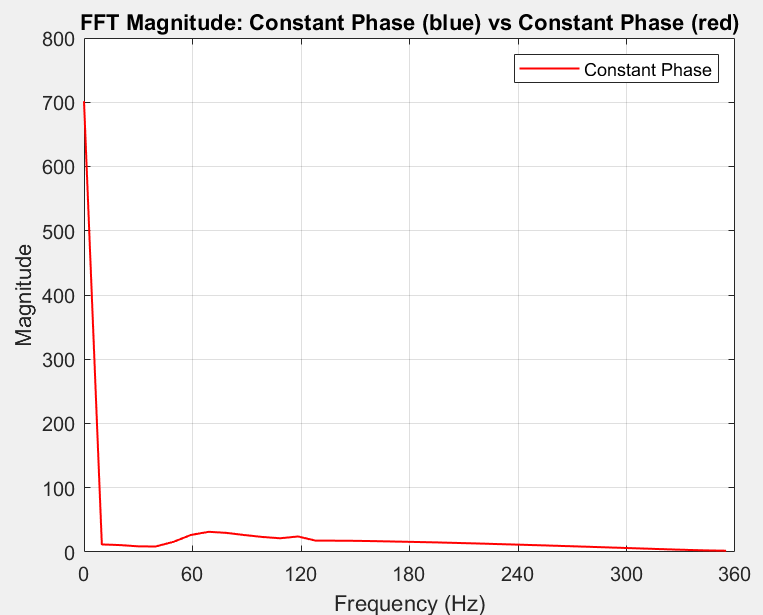 FFT Magnitude: Constant Phase (blue) vs Constant Phase (red)
800
Constant Phase
700
600
500
Magnitude
400
300
200
100
0
0 60 120 180 240 300 360
Frequency (Hz)